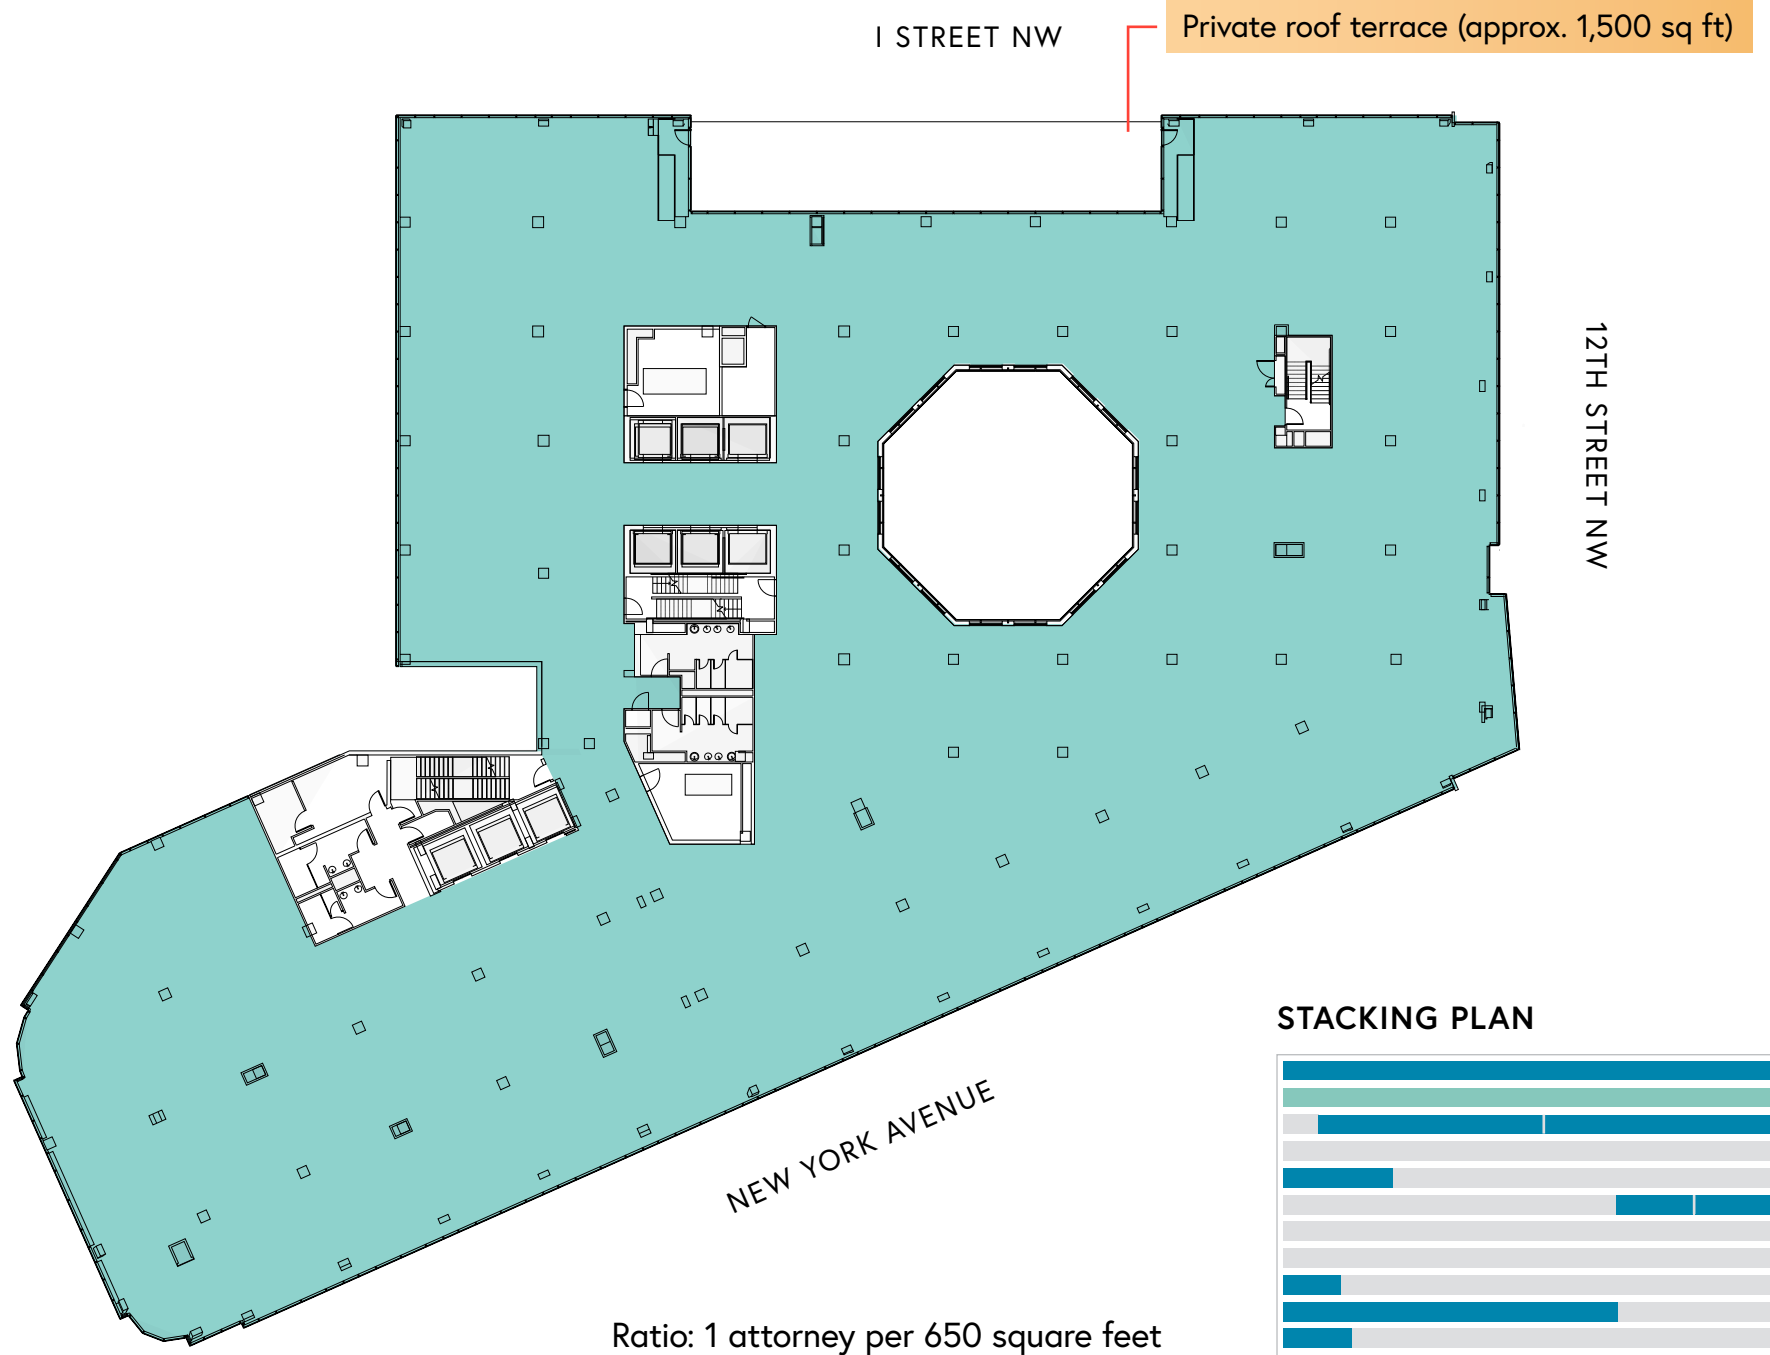 I STREET NW
Private roof terrace (approx. 1,500 sq ft)
12TH STREET NW
NEW YORK AVENUE
STACKING PLAN
Ratio: 1 attorney per 650 square feet